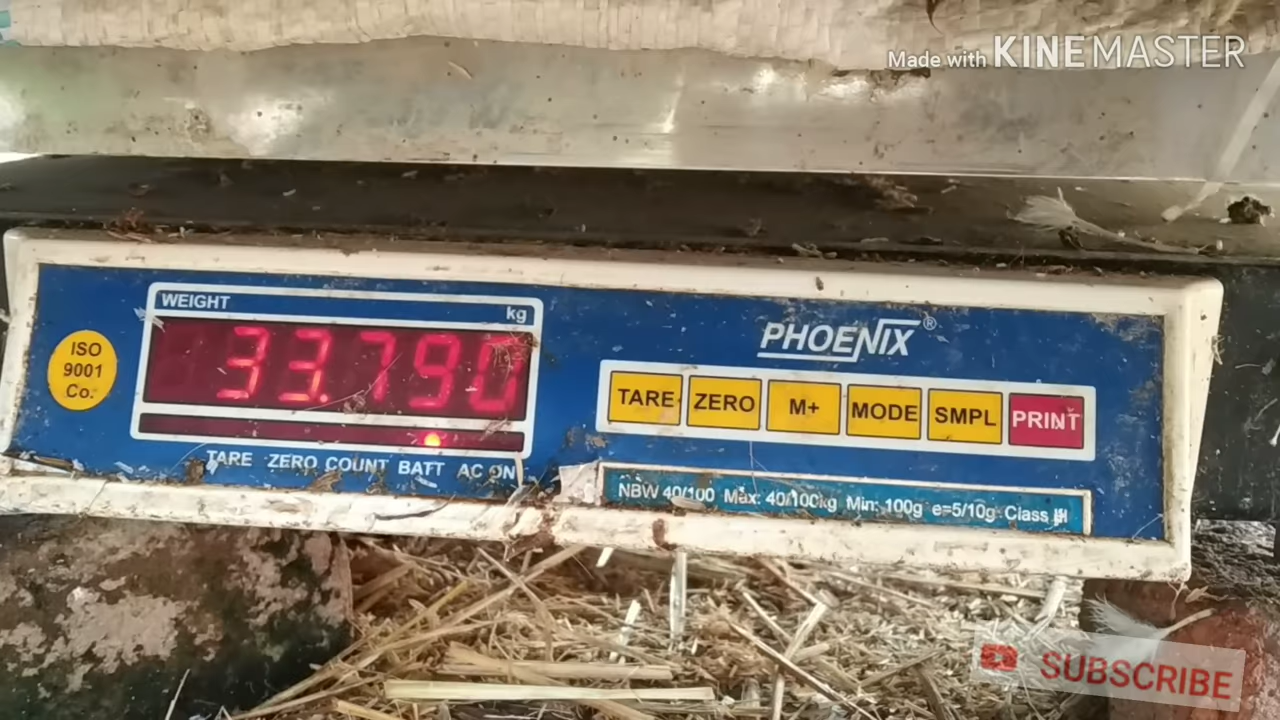 Made with KINEMASTER
WEIGHT kg
33.790
ISO
9001
Co.
PHOENIX®
TARE ZERO M+ MODE SMPL PRINT
TARE ZERO COUNT BATT AC ON
NBW 40/100 Max: 40/100kg Min: 100g e=5/10g Class III
SUBSCRIBE